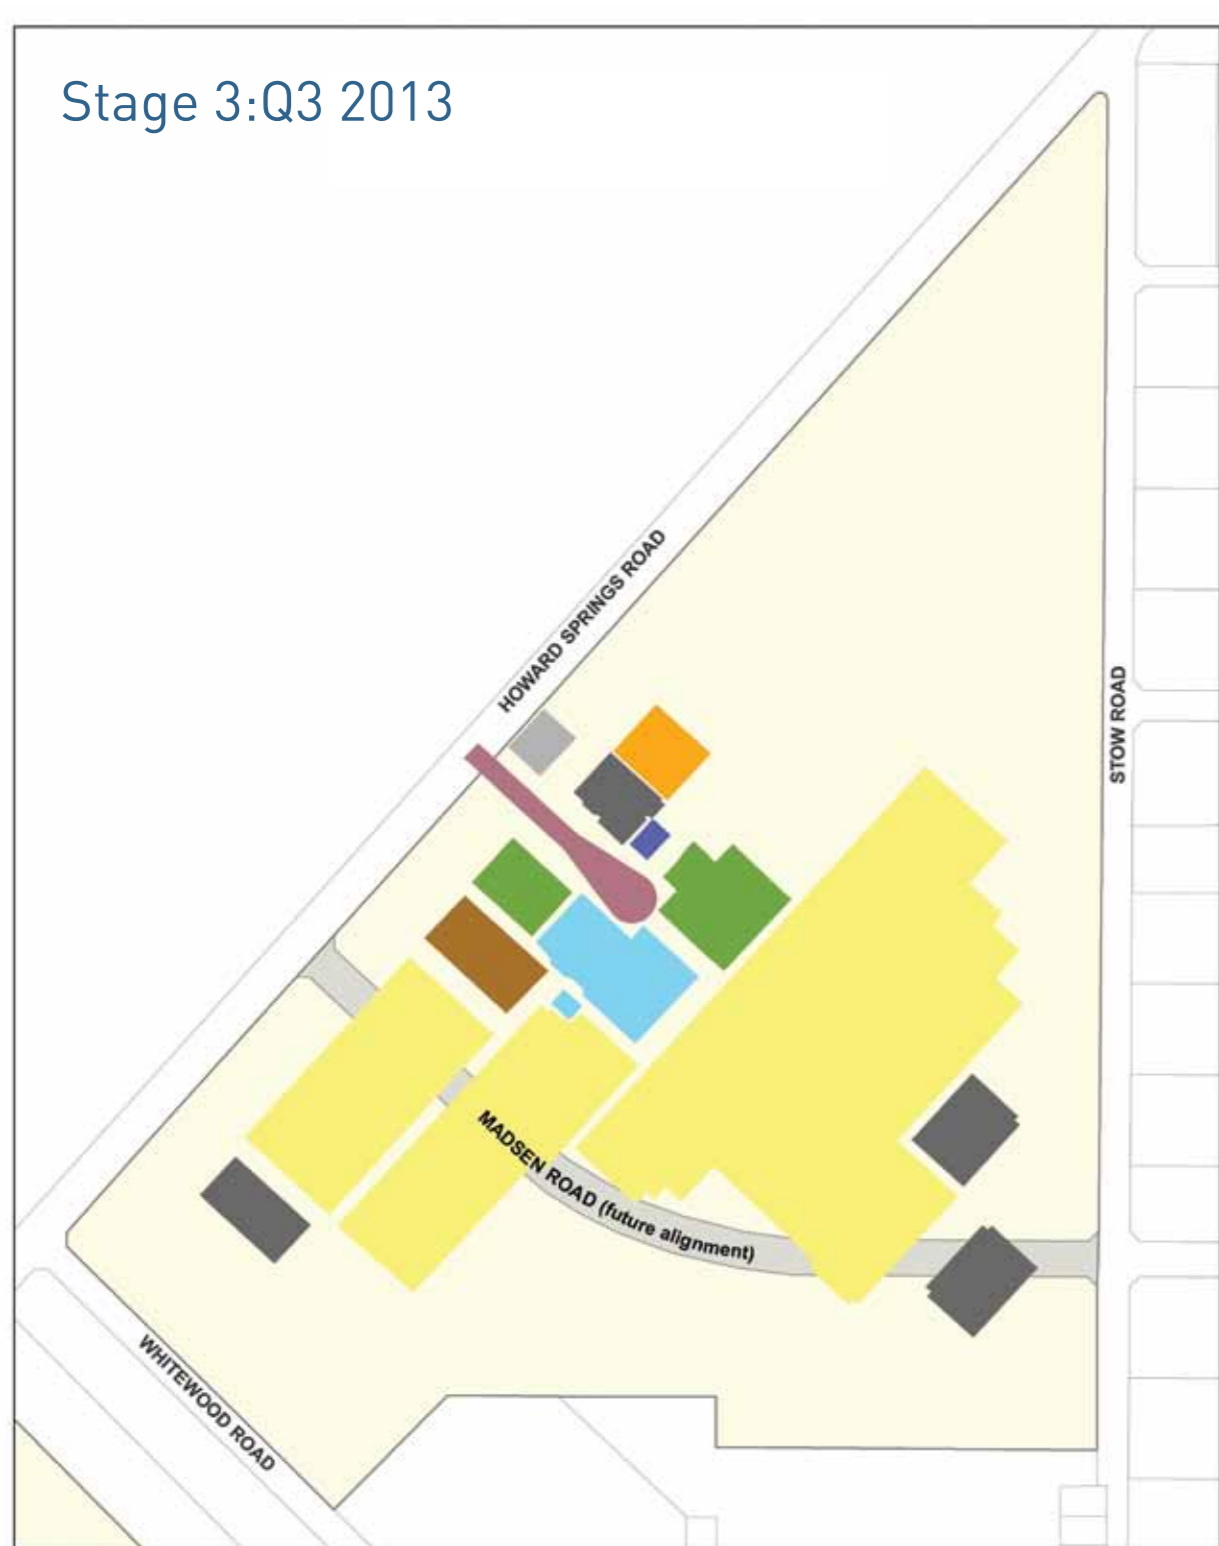 Stage 3:Q3 2013
HOWARD SPRINGS ROAD
STOW ROAD
MADSEN ROAD (future alignment)
WHITEWOOD ROAD